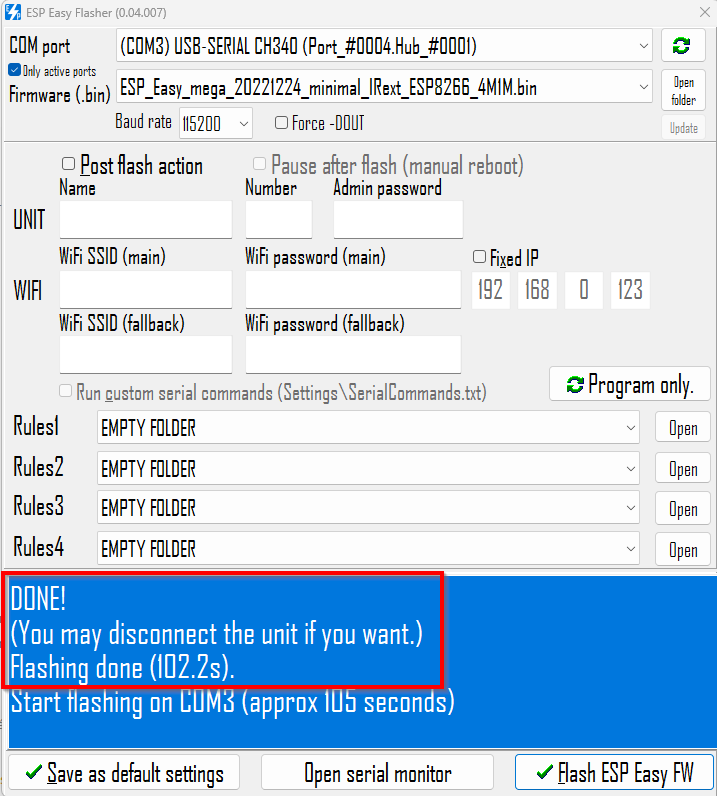 ESP Easy Flasher (0.04.007)
COM port
(COM3) USB-SERIAL CH340 (Port_#0004.Hub_#0001)
Only active ports
Firmware (.bin)
ESP_Easy_mega_20221224_minimal_IRext_ESP8266_4M1M.bin
Open folder
Baud rate
115200
Force -DOUT
Update
Post flash action
Pause after flash (manual reboot)
Name
Number
Admin password
UNIT
WiFi SSID (main)
WiFi password (main)
Fixed IP
WIFI
192
168
0
123
WiFi SSID (fallback)
WiFi password (fallback)
Run custom serial commands (Settings\SerialCommands.txt)
Program only.
Rules1
EMPTY FOLDER
Open
Rules2
EMPTY FOLDER
Open
Rules3
EMPTY FOLDER
Open
Rules4
EMPTY FOLDER
Open
DONE!
(You may disconnect the unit if you want.)
Flashing done (102.2s).
Start flashing on COM3 (approx 105 seconds)
Save as default settings
Open serial monitor
Flash ESP Easy FW